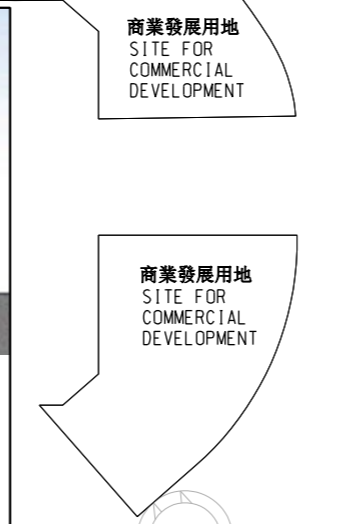 商業發展用地
SITE FOR
COMMERCIAL
DEVELOPMENT
商業發展用地
SITE FOR
COMMERCIAL
DEVELOPMENT